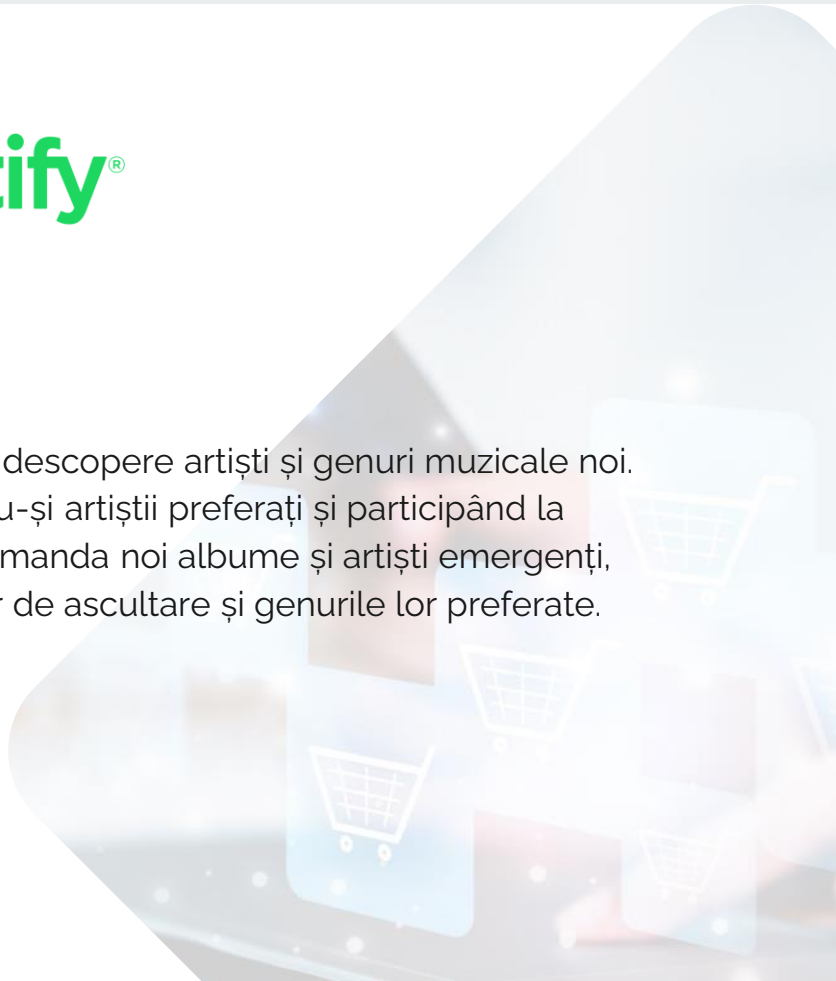 tify®
descopere artiști și genuri muzicale noi.
u-și artiștii preferați și participând la
manda noi albume și artiști emergenți,
r de ascultare și genurile lor preferate.